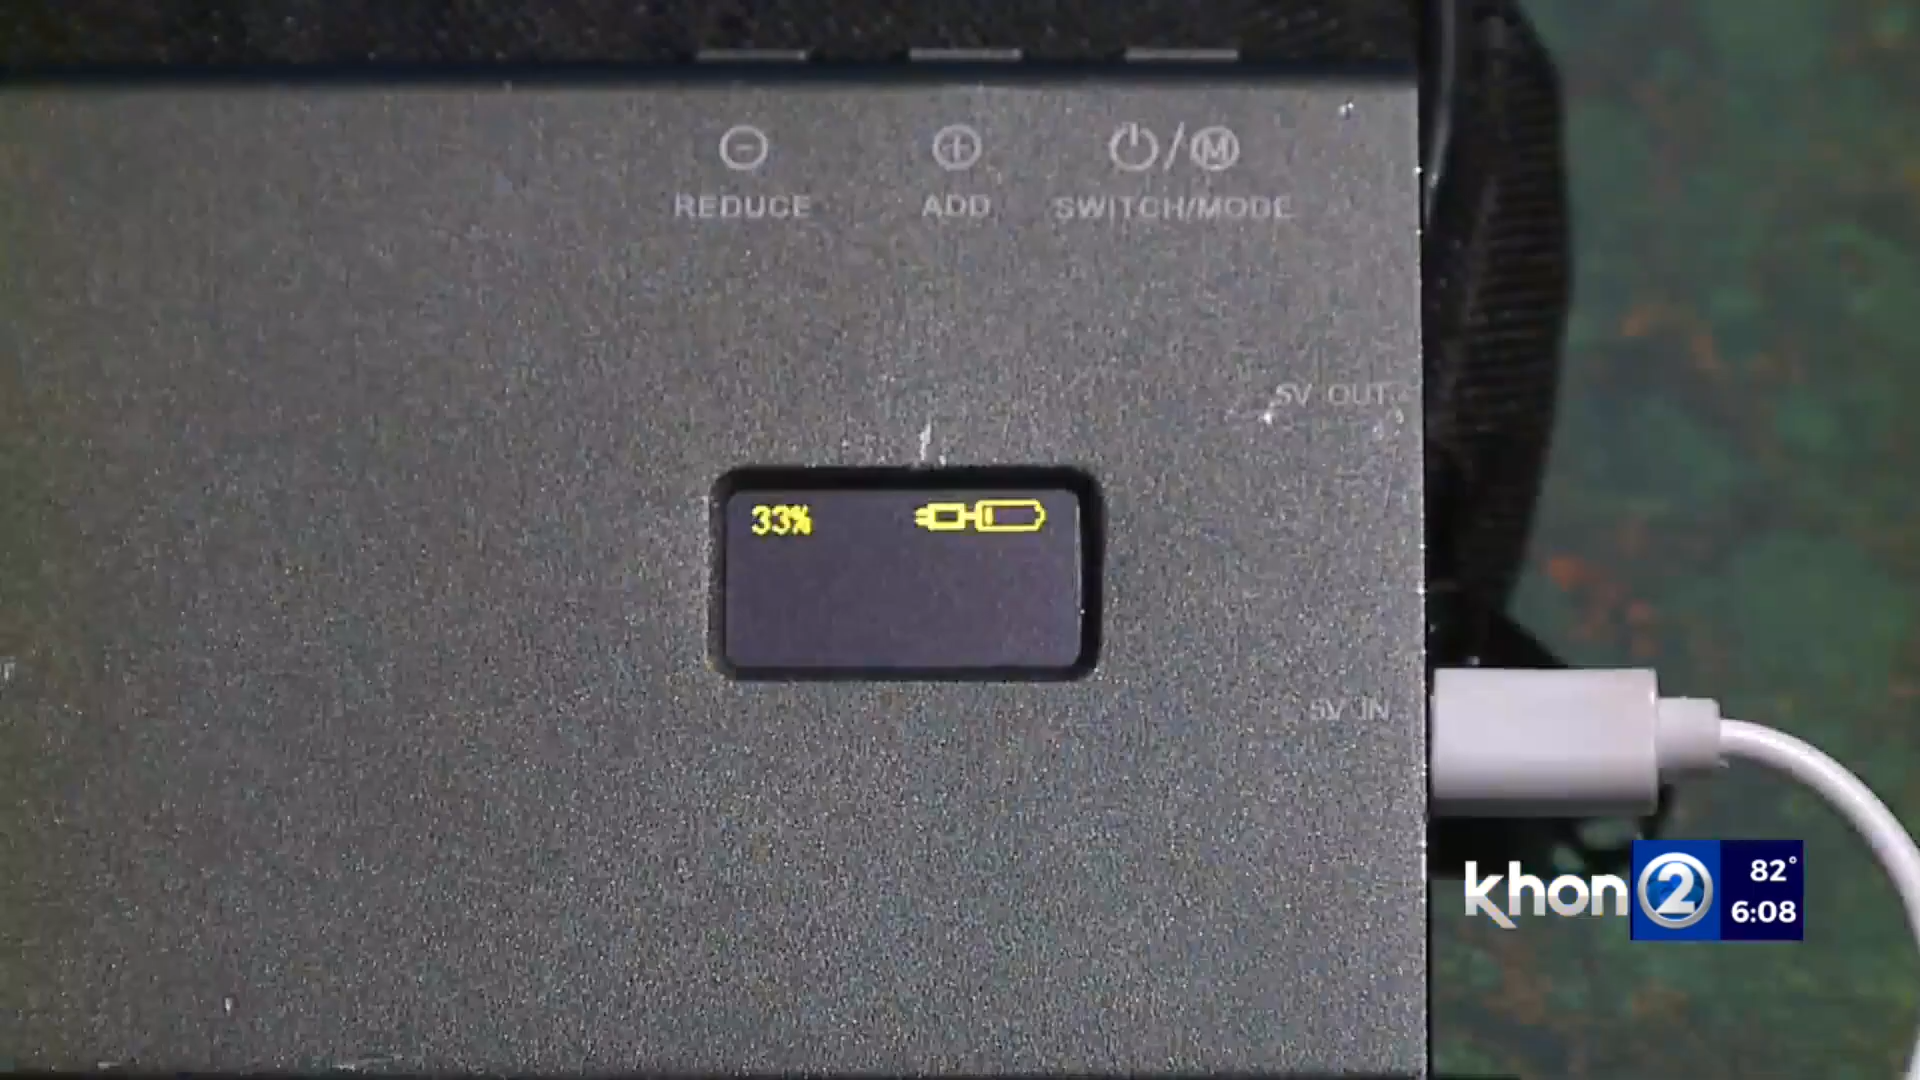 REDUCE
ADD
SWITCH/MODE
5V OUT
33%
5V IN
khon 2
82°
6:08